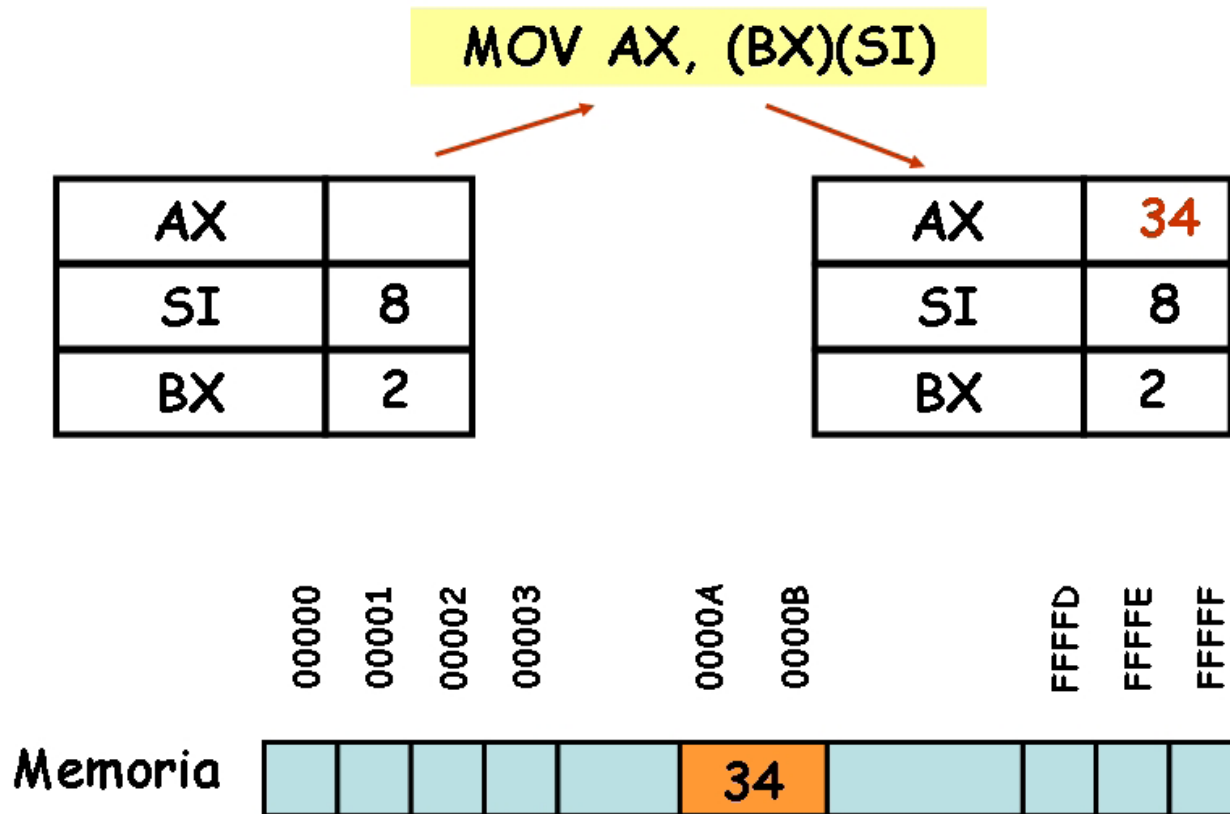 MOV AX, (BX)(SI)
AX AX 34
SI 8 SI 8
BX 2 BX 2
00000 00001 00002 00003 0000A 0000B FFFFD FFFFE FFFFF
Memoria 34